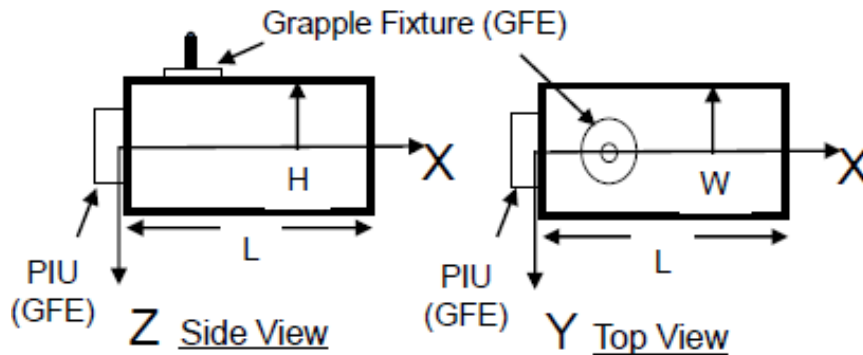 Grapple Fixture (GFE)
X
H
L
PIU
(GFE)
Z Side View
X
W
L
PIU
(GFE)
Y Top View